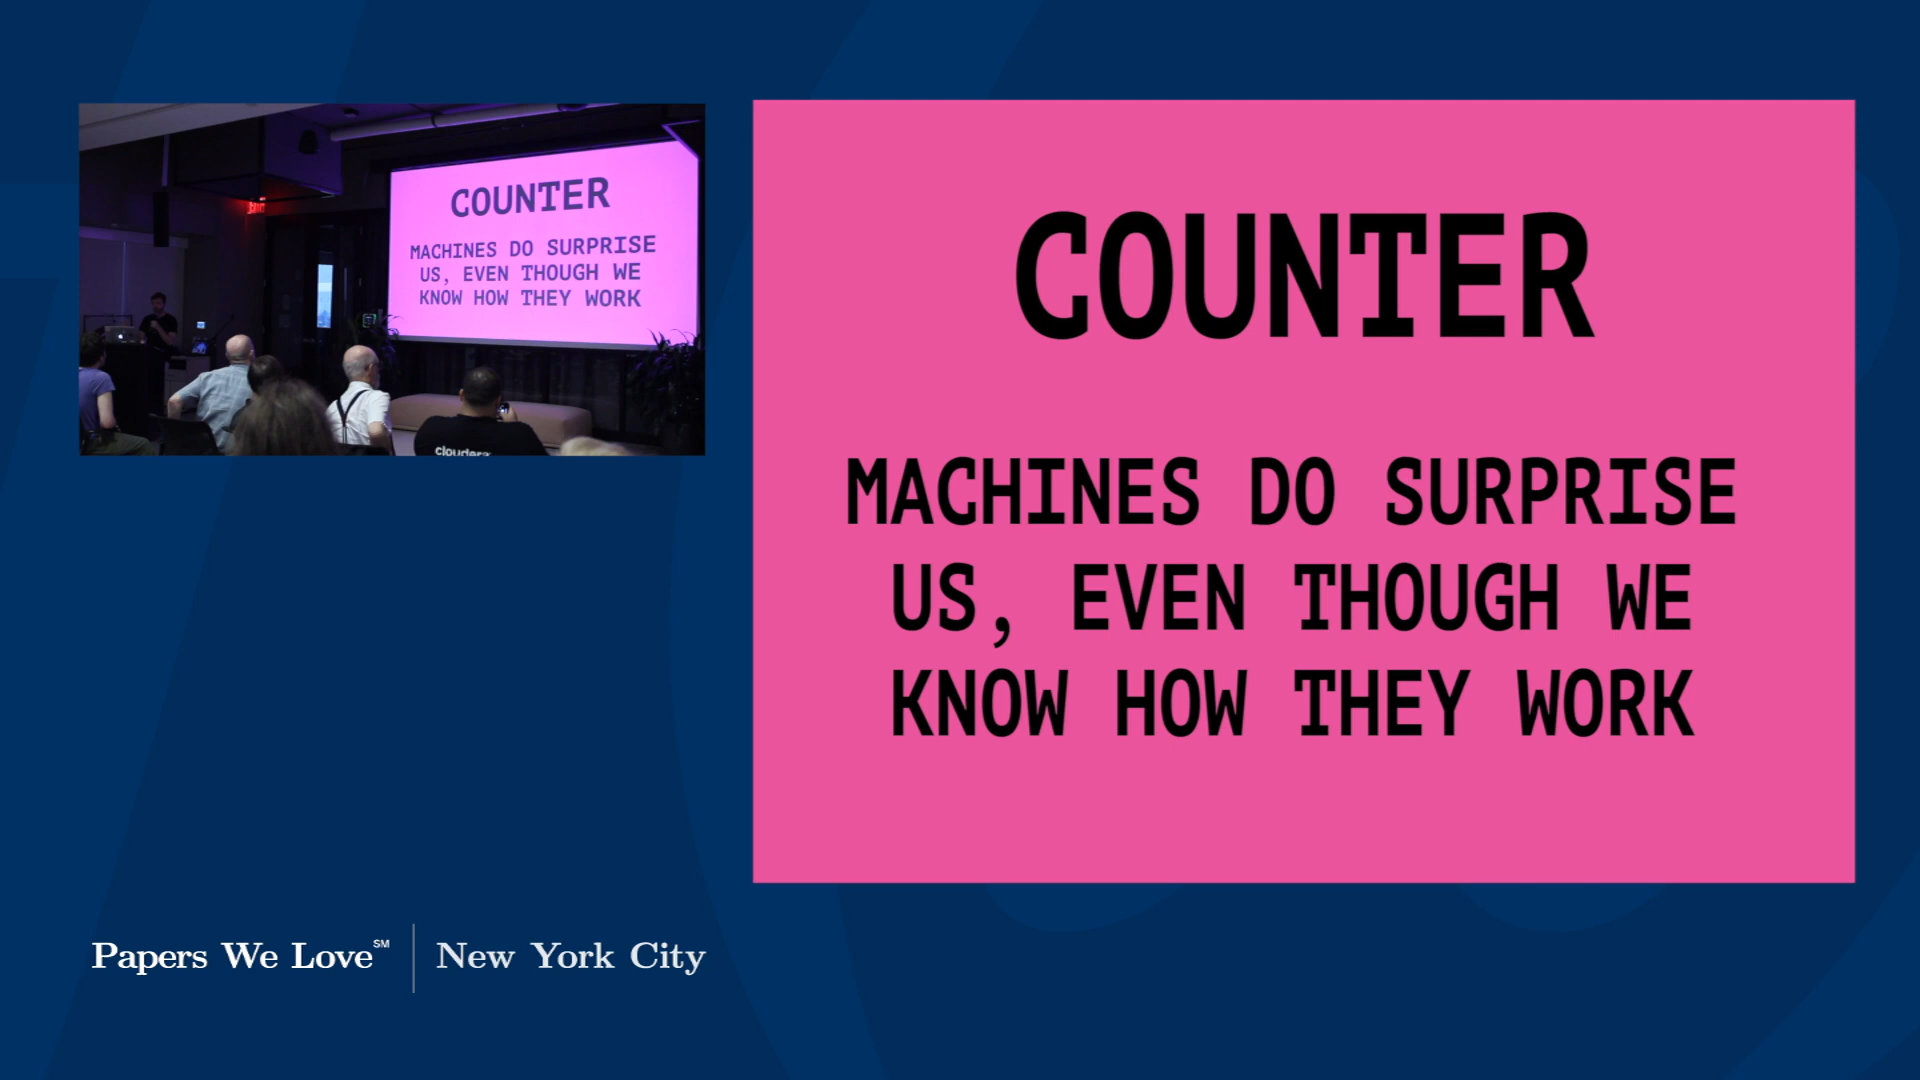 COUNTER
MACHINES DO SURPRISE
US, EVEN THOUGH WE
KNOW HOW THEY WORK
COUNTER
MACHINES DO SURPRISE
US, EVEN THOUGH WE
KNOW HOW THEY WORK
cloudera
Papers We Love℠ | New York City